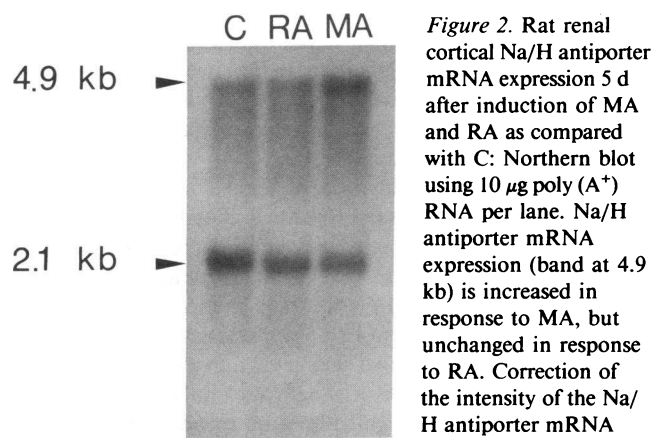 C RA MA
4.9 kb
2.1 kb
Figure 2. Rat renal
cortical Na/H antiporter
mRNA expression 5 d
after induction of MA
and RA as compared
with C: Northern blot
using 10 μg poly (A⁺)
RNA per lane. Na/H
antiporter mRNA
expression (band at 4.9
kb) is increased in
response to MA, but
unchanged in response
to RA. Correction of
the intensity of the Na/
H antiporter mRNA